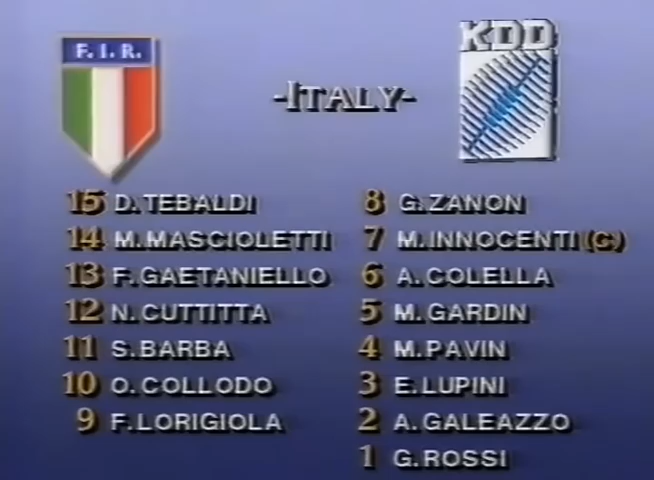 F. I. R.
-ITALY-
KDD
15 D.TEBALDI
14 M.MASCIOLETTI
13 F.GAETANIELLO
12 N.CUTTITTA
11 S.BARBA
10 O.COLLODO
9 F.LORIGIOLA
8 G.ZANON
7 M.INNOCENTI(C)
6 A.COLELLA
5 M.GARDIN
4 M.PAVIN
3 E.LUPINI
2 A.GALEAZZO
1 G.ROSSI